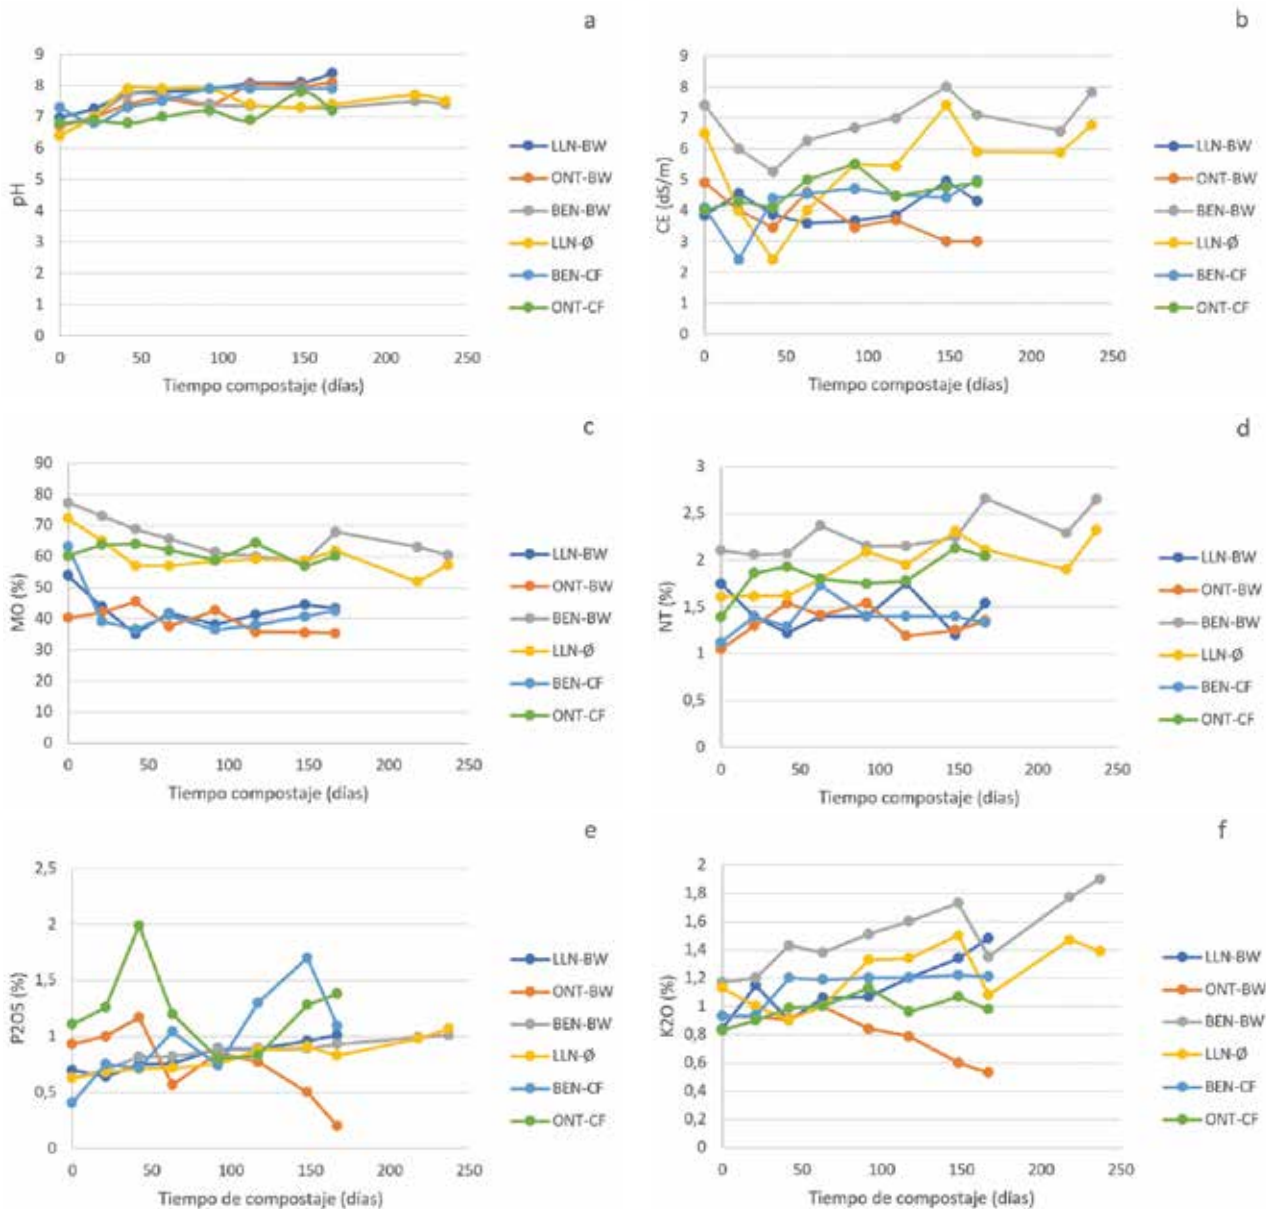 a
9
8
7
6
5
4
3
2
1
0
pH
0 50 100 150 200 250
Tiempo compostaje (días)
LLN-BW
ONT-BW
BEN-BW
LLN-Ø
BEN-CF
ONT-CF
b
9
8
7
6
5
4
3
2
1
0
CE (dS/m)
0 50 100 150 200 250
Tiempo compostaje (días)
LLN-BW
ONT-BW
BEN-BW
LLN-Ø
BEN-CF
ONT-CF
c
90
80
70
60
50
40
30
20
10
0
MO (%)
0 50 100 150 200 250
Tiempo compostaje (días)
LLN-BW
ONT-BW
BEN-BW
LLN-Ø
BEN-CF
ONT-CF
d
3
2,5
2
1,5
1
0,5
0
NT (%)
0 50 100 150 200 250
Tiempo compostaje (días)
LLN-BW
ONT-BW
BEN-BW
LLN-Ø
BEN-CF
ONT-CF
e
2,5
2
1,5
1
0,5
0
P2O5 (%)
0 50 100 150 200 250
Tiempo de compostaje (días)
LLN-BW
ONT-BW
BEN-BW
LLN-Ø
BEN-CF
ONT-CF
f
2
1,8
1,6
1,4
1,2
1
0,8
0,6
0,4
0,2
0
K2O (%)
0 50 100 150 200 250
Tiempo de compostaje (días)
LLN-BW
ONT-BW
BEN-BW
LLN-Ø
BEN-CF
ONT-CF